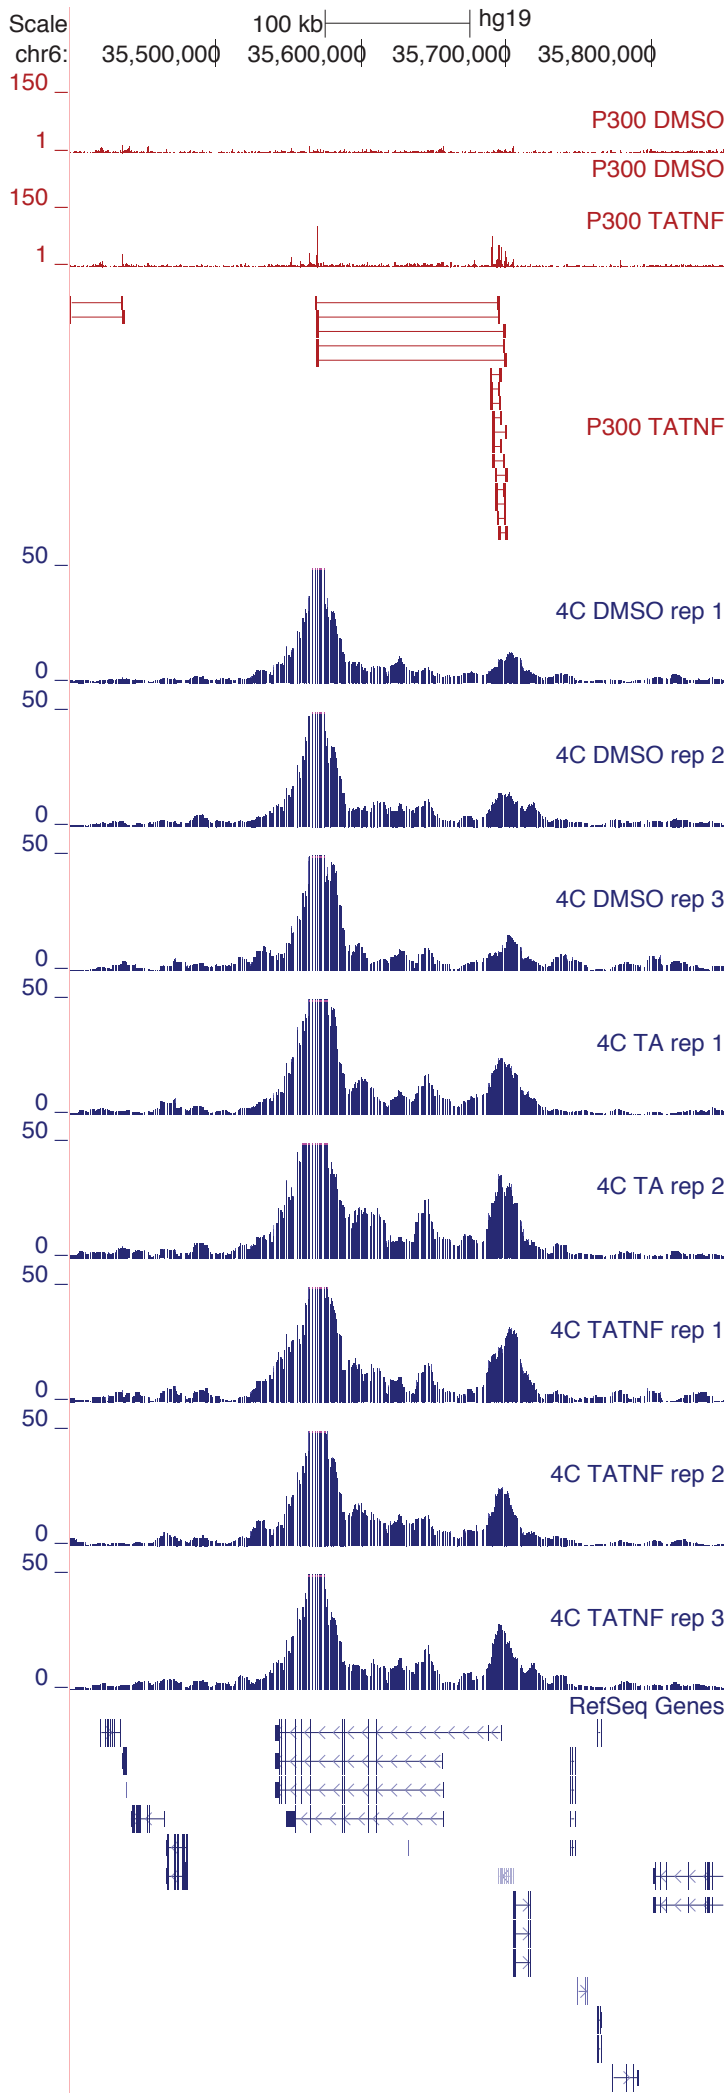 Scale 100 kb hg19
chr6: 35,500,000 35,600,000 35,700,000 35,800,000
150
P300 DMSO
1
P300 DMSO
150
P300 TATNF
1
P300 TATNF
50
4C DMSO rep 1
0
50
4C DMSO rep 2
0
50
4C DMSO rep 3
0
50
4C TA rep 1
0
50
4C TA rep 2
0
50
4C TATNF rep 1
0
50
4C TATNF rep 2
0
50
4C TATNF rep 3
0
RefSeq Genes